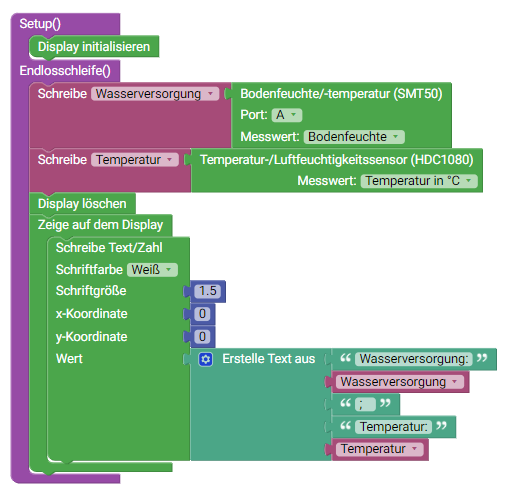 Setup()
Display initialisieren
Endlosschleife()
Schreibe Wasserversorgung Bodenfeuchte/-temperatur (SMT50)
Port: A
Messwert: Bodenfeuchte
Schreibe Temperatur Temperatur-/Luftfeuchtigkeitssensor (HDC1080)
Messwert: Temperatur in °C
Display löschen
Zeige auf dem Display
Schreibe Text/Zahl
Schriftfarbe Weiß
Schriftgröße 1.5
x-Koordinate 0
y-Koordinate 0
Wert Erstelle Text aus “ Wasserversorgung: ”
Wasserversorgung
“ ; ”
“ Temperatur: ”
Temperatur